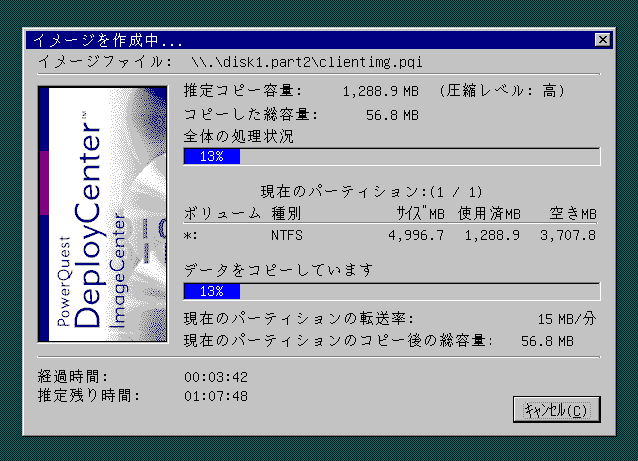 イメージを作成中...
イメージファイル: \\.\disk1.part2\clientimg.pqi
推定コピー容量: 1,288.9 MB (圧縮レベル: 高)
コピーした総容量: 56.8 MB
全体の処理状況
13%
現在のパーティション:(1 / 1)
ボリューム 種別 ｻｲｽﾞMB 使用済MB 空きMB
*: NTFS 4,996.7 1,288.9 3,707.8
データをコピーしています
13%
現在のパーティションの転送率: 15 MB/分
現在のパーティションのコピー後の総容量: 56.8 MB
PowerQuest
DeployCenter™
ImageCenter
経過時間: 00:03:42
推定残り時間: 01:07:48
ｷｬﾝｾﾙ(C)